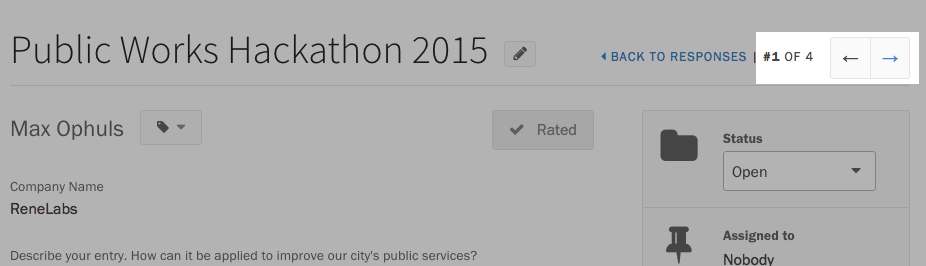 Public Works Hackathon 2015
BACK TO RESPONSES | #1 OF 4
Max Ophuls
Rated
Status
Open
Company Name
ReneLabs
Assigned to
Nobody
Describe your entry. How can it be applied to improve our city's public services?